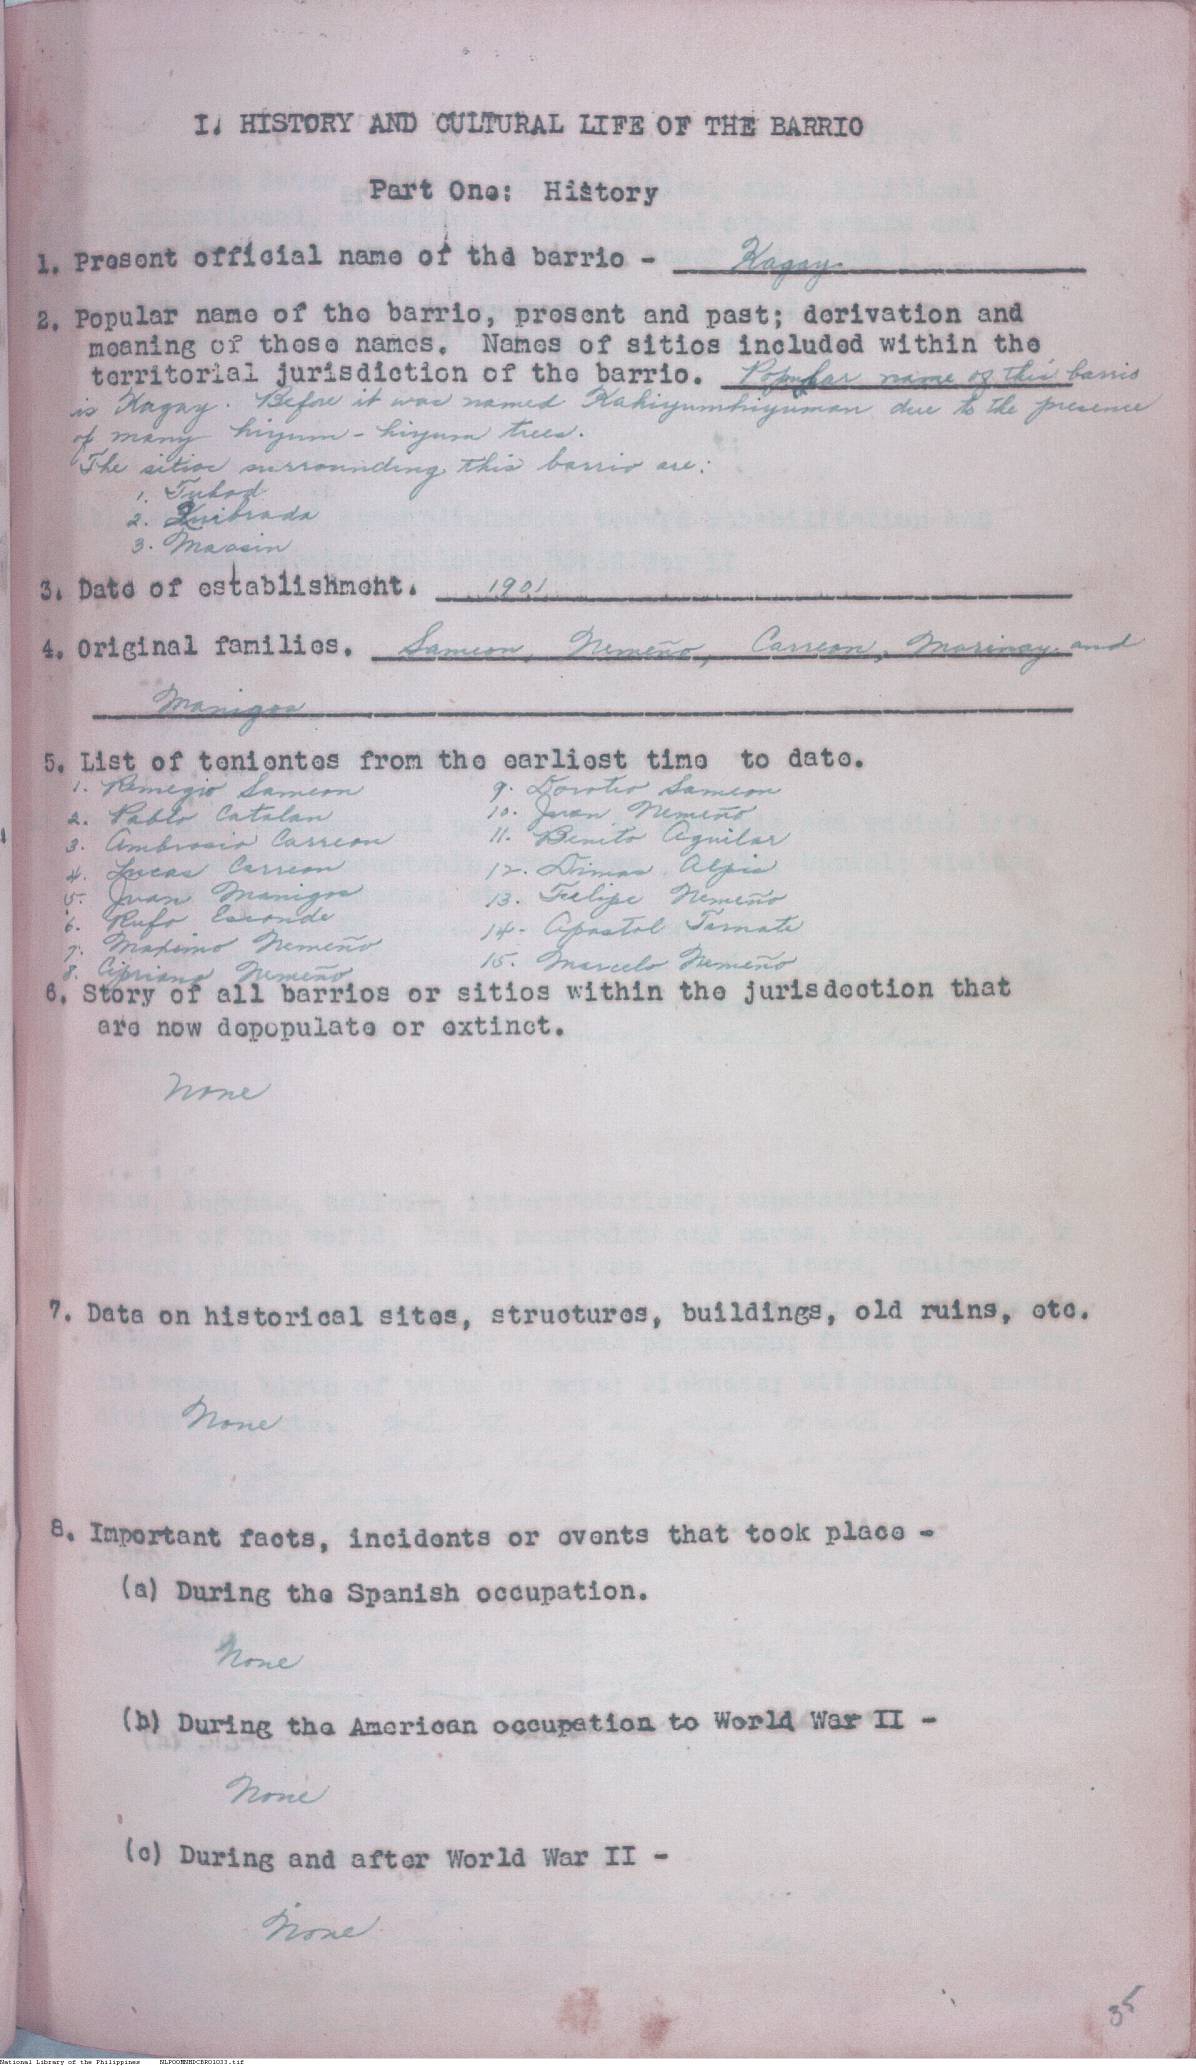 I. HISTORY AND CULTURAL LIFE OF THE BARRIO
Part One: History
1. Present official name of the barrio - Kagay
2. Popular name of the barrio, present and past; derivation and
meaning of these names. Names of sitios included within the
territorial jurisdiction of the barrio. Popular name of this barrio
is Kagay. Before it was named Kahiyumhiyuman due to the presence
of many hiyum-hiyum trees.
The sitios surrounding this barrio are:
1. Tubod
2. Quibrada
3. Maasin
3. Date of establishment. 1901
4. Original families. Samson, Nemeño, Carreon, Marinay and
Manigos
5. List of tenientes from the earliest time to date.
1. Remegio Samson
2. Pablo Catalan
3. Ambrosio Carreon
4. Lucas Carreon
5. Juan Manigos
6. Rufo Esconde
7. Maximo Nemeño
8. Cipriano Nemeño
9. Doroteo Samson
10. Juan Nemeño
11. Benito Aguilar
12. Dimas
13. Felipe Nemeño
14. Apostol Ternate
15. Marcelo Nemeño
6. Story of all barrios or sitios within the jurisdection that
are now depopulate or extinct.
None
7. Data on historical sites, structures, buildings, old ruins, etc.
None
8. Important facts, incidents or events that took place -
(a) During the Spanish occupation.
None
(b) During the American occupation to World War II -
None
(c) During and after World War II -
None
35
National Library of the Philippines NLPOOMNHDCBRO1033.tif